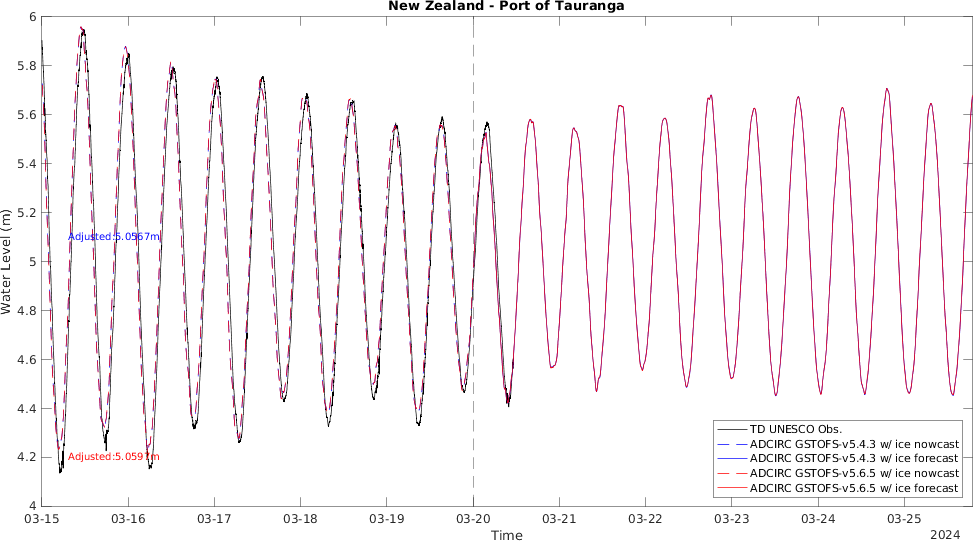 New Zealand - Port of Tauranga
6
5.8
5.6
5.4
5.2
5
4.8
4.6
4.4
4.2
4
Water Level (m)
Adjusted:5.0567m
Adjusted:5.0597m
TD UNESCO Obs.
ADCIRC GSTOFS-v5.4.3 w/ ice nowcast
ADCIRC GSTOFS-v5.4.3 w/ ice forecast
ADCIRC GSTOFS-v5.6.5 w/ ice nowcast
ADCIRC GSTOFS-v5.6.5 w/ ice forecast
03-15 03-16 03-17 03-18 03-19 03-20 03-21 03-22 03-23 03-24 03-25
Time
2024